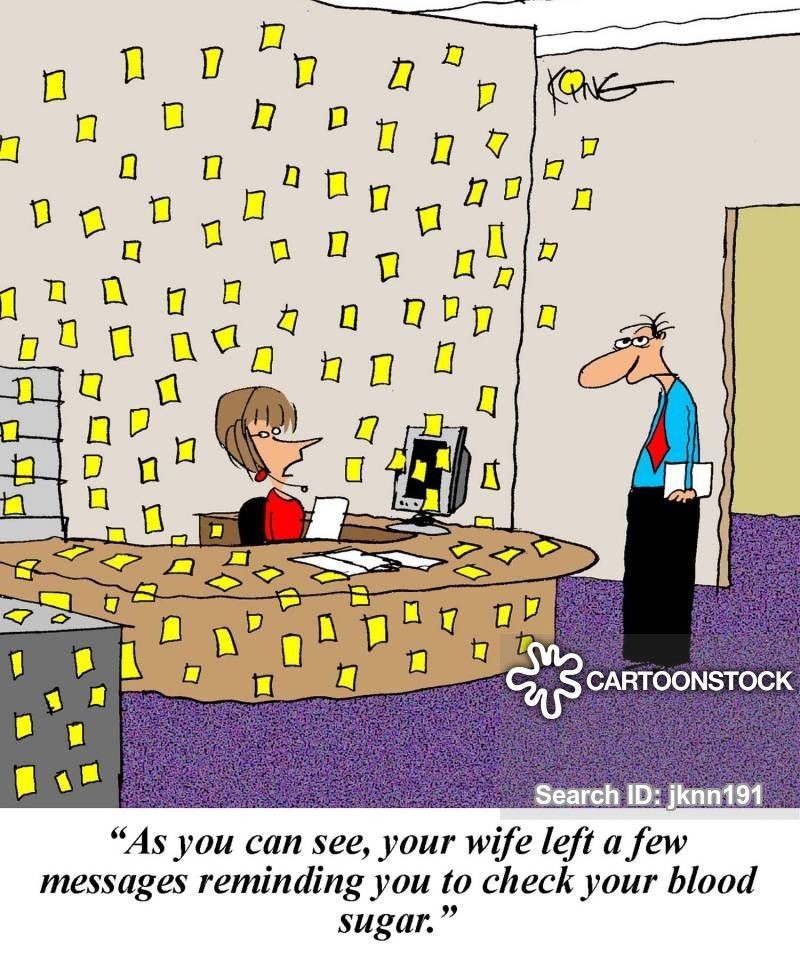 KING
CARTOONSTOCK
Search ID: jknn191
“As you can see, your wife left a few
messages reminding you to check your blood
sugar.”